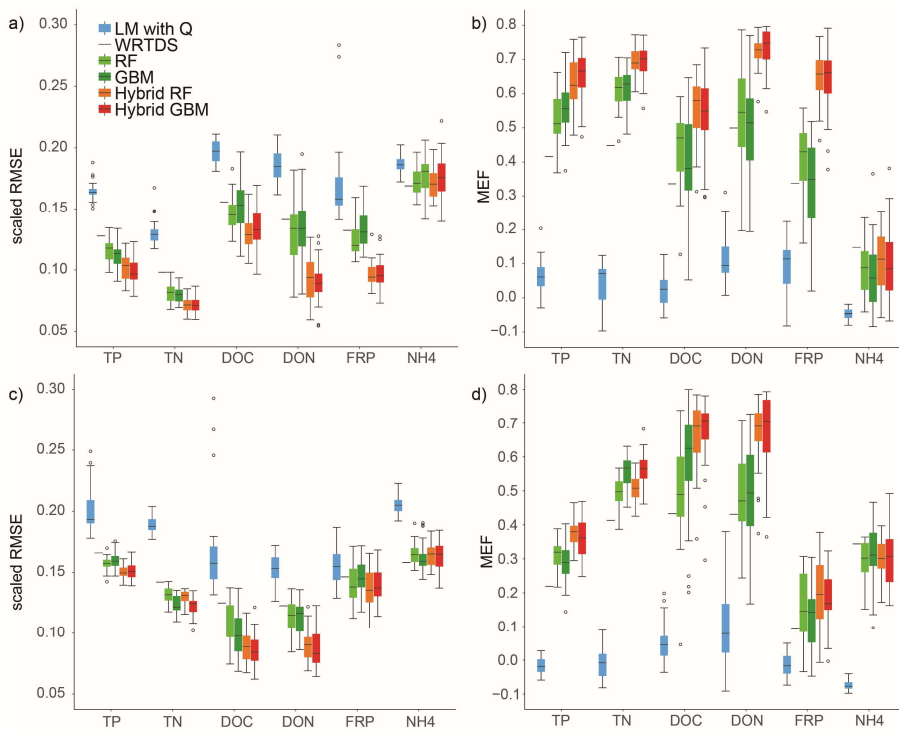 a)
scaled RMSE
0.30
0.25
0.20
0.15
0.10
0.05
LM with Q
WRTDS
RF
GBM
Hybrid RF
Hybrid GBM
TP TN DOC DON FRP NH4
b)
MEF
0.8
0.7
0.6
0.5
0.4
0.3
0.2
0.1
0.0
−0.1
TP TN DOC DON FRP NH4
c)
scaled RMSE
0.30
0.25
0.20
0.15
0.10
0.05
TP TN DOC DON FRP NH4
d)
MEF
0.8
0.7
0.6
0.5
0.4
0.3
0.2
0.1
0.0
−0.1
TP TN DOC DON FRP NH4